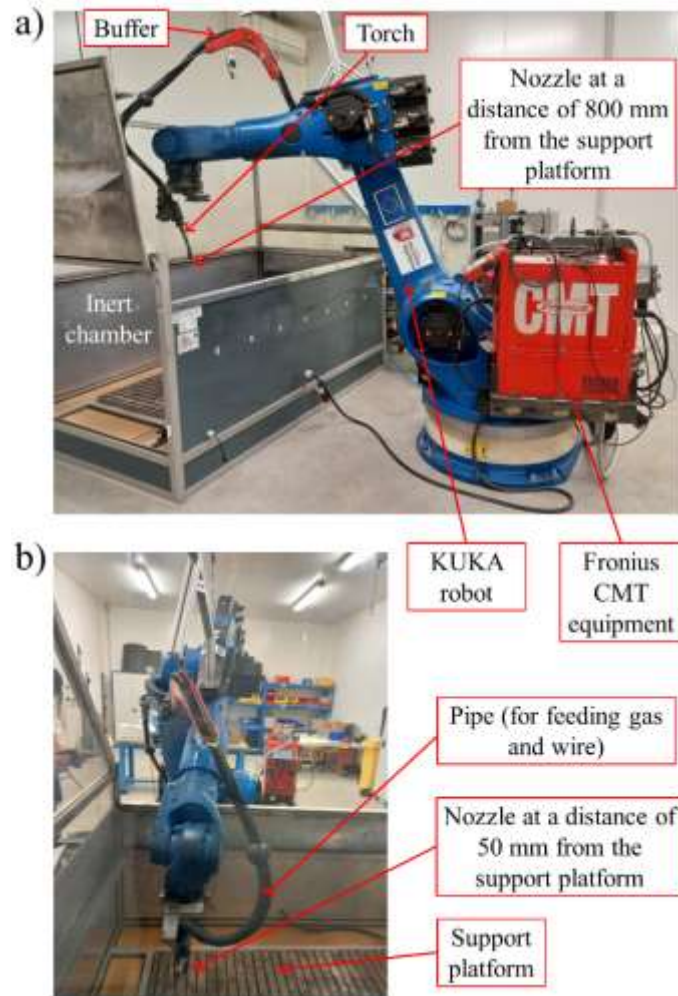 a)
Buffer
Torch
Nozzle at a
distance of 800 mm
from the support
platform
Inert
chamber
CMT
KUKA
robot
Fronius
CMT
equipment
b)
Pipe (for feeding gas
and wire)
Nozzle at a distance of
50 mm from the
support platform
Support
platform